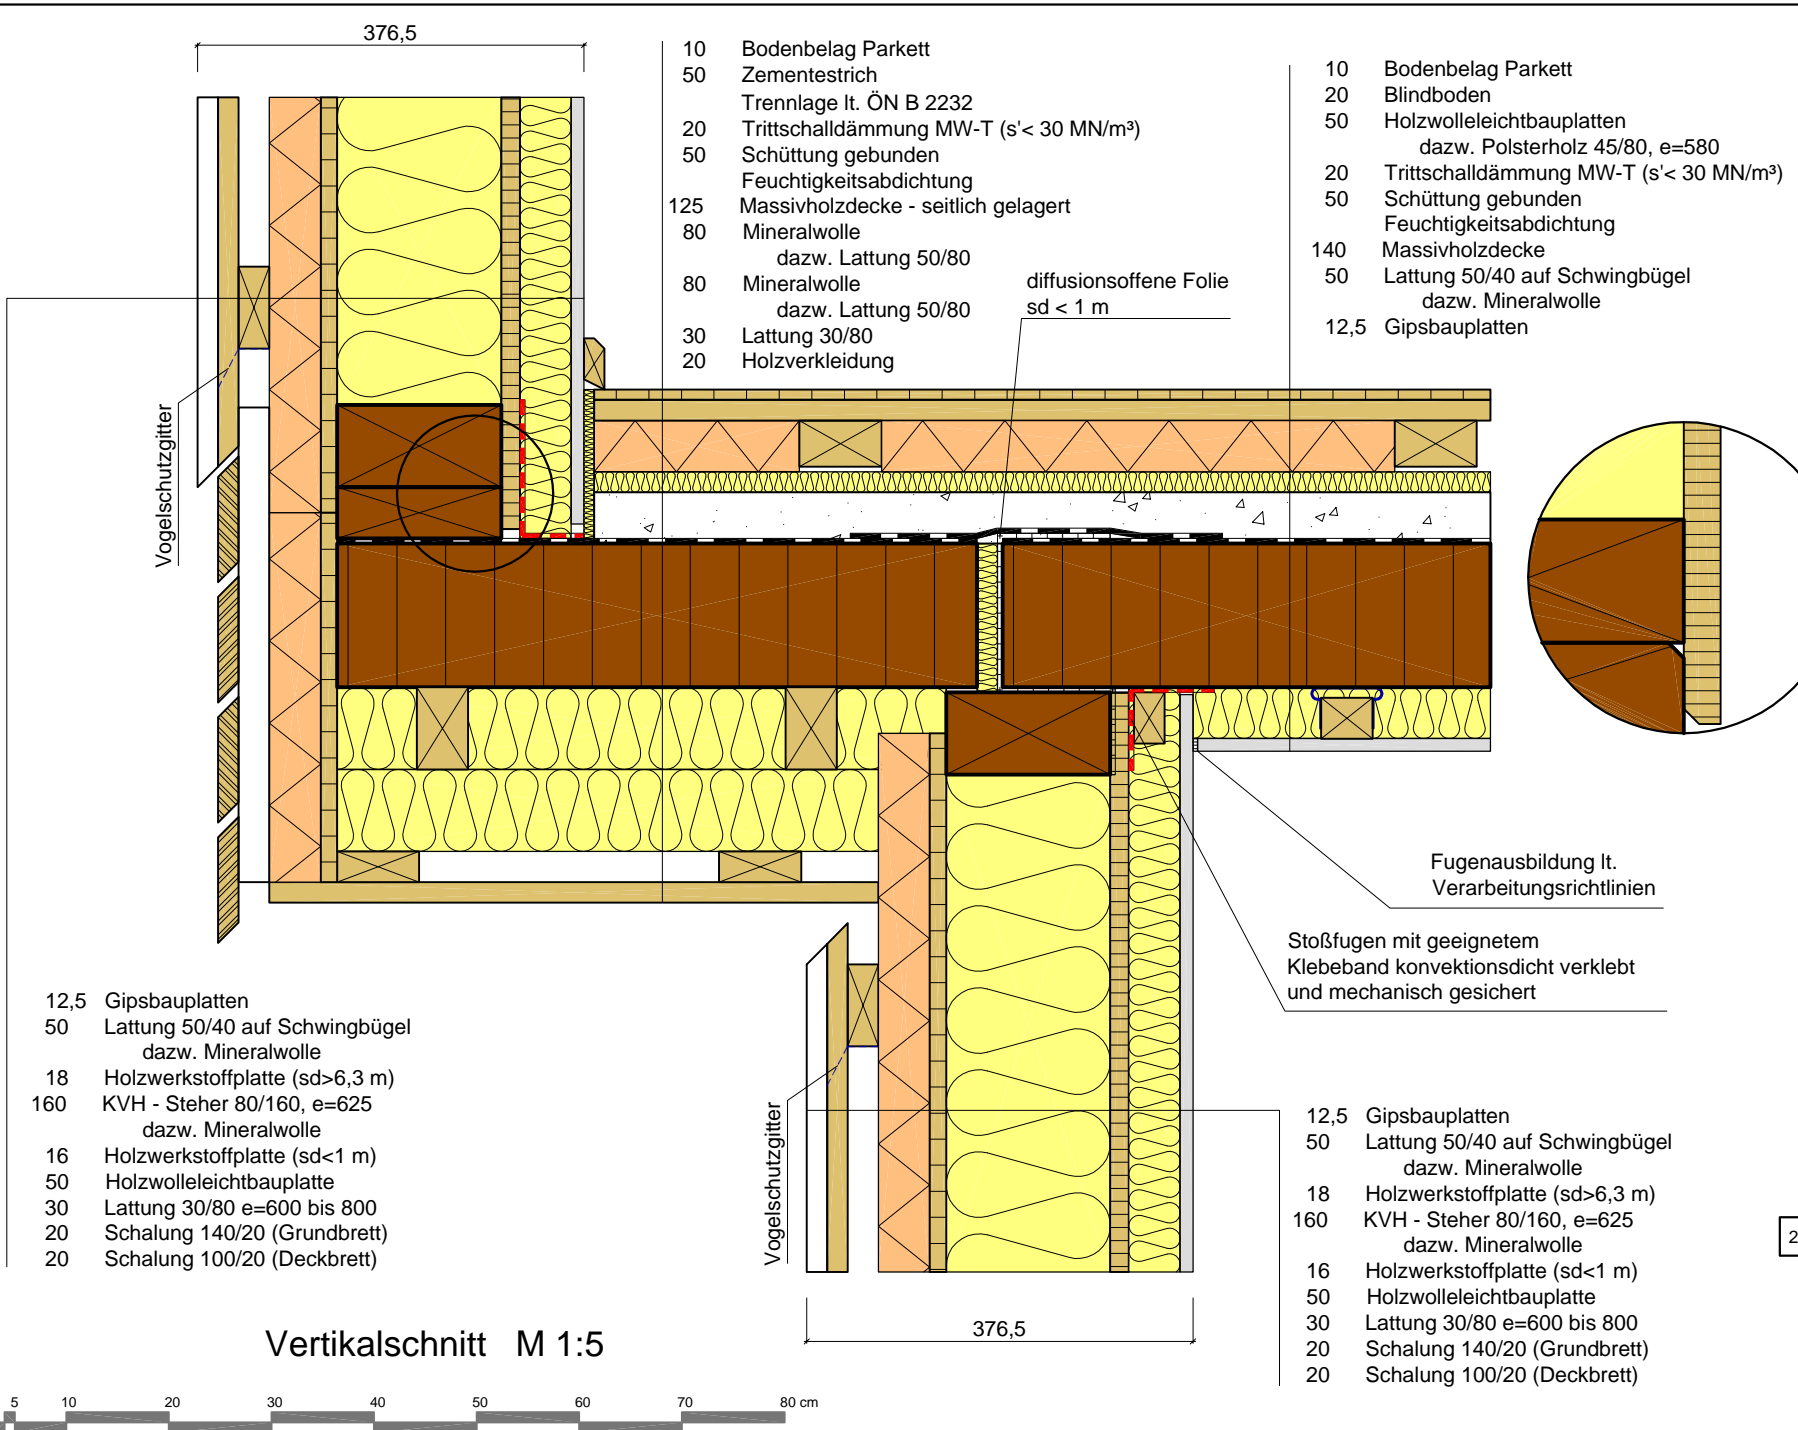 376,5
10 Bodenbelag Parkett
50 Zementestrich
Trennlage lt. ÖN B 2232
20 Trittschalldämmung MW-T (s'< 30 MN/m³)
50 Schüttung gebunden
Feuchtigkeitsabdichtung
125 Massivholzdecke - seitlich gelagert
80 Mineralwolle
dazw. Lattung 50/80
80 Mineralwolle
dazw. Lattung 50/80
30 Lattung 30/80
20 Holzverkleidung
10 Bodenbelag Parkett
20 Blindboden
50 Holzwolleleichtbauplatten
dazw. Polsterholz 45/80, e=580
20 Trittschalldämmung MW-T (s'< 30 MN/m³)
50 Schüttung gebunden
Feuchtigkeitsabdichtung
140 Massivholzdecke
50 Lattung 50/40 auf Schwingbügel
dazw. Mineralwolle
12,5 Gipsbauplatten
diffusionsoffene Folie
sd < 1 m
Vogelschutzgitter
Fugenausbildung lt.
Verarbeitungsrichtlinien
Stoßfugen mit geeignetem
Klebeband konvektionsdicht verklebt
und mechanisch gesichert
12,5 Gipsbauplatten
50 Lattung 50/40 auf Schwingbügel
dazw. Mineralwolle
18 Holzwerkstoffplatte (sd>6,3 m)
160 KVH - Steher 80/160, e=625
dazw. Mineralwolle
16 Holzwerkstoffplatte (sd<1 m)
50 Holzwolleleichtbauplatte
30 Lattung 30/80 e=600 bis 800
20 Schalung 140/20 (Grundbrett)
20 Schalung 100/20 (Deckbrett)
Vogelschutzgitter
12,5 Gipsbauplatten
50 Lattung 50/40 auf Schwingbügel
dazw. Mineralwolle
18 Holzwerkstoffplatte (sd>6,3 m)
160 KVH - Steher 80/160, e=625
dazw. Mineralwolle
16 Holzwerkstoffplatte (sd<1 m)
50 Holzwolleleichtbauplatte
30 Lattung 30/80 e=600 bis 800
20 Schalung 140/20 (Grundbrett)
20 Schalung 100/20 (Deckbrett)
2
376,5
Vertikalschnitt M 1:5
5 10 20 30 40 50 60 70 80 cm